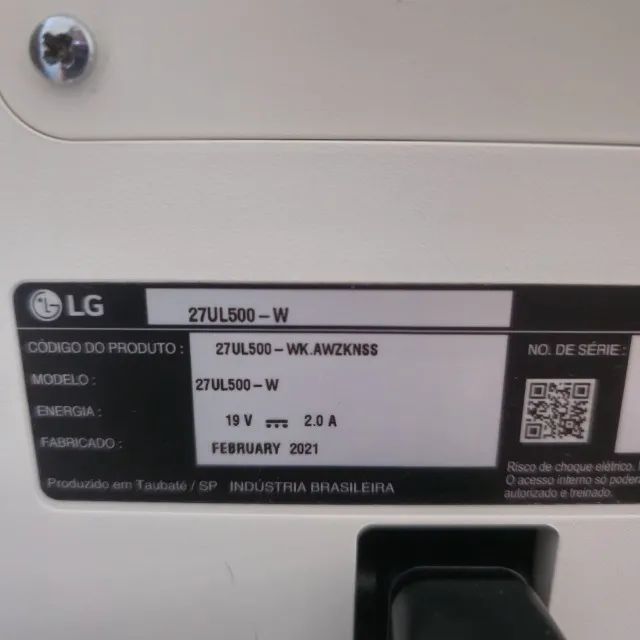 LG 27UL500-W
CÓDIGO DO PRODUTO : 27UL500-WK.AWZKNSS NO. DE SÉRIE :
MODELO : 27UL500-W
ENERGIA : 19 V ⎓ 2.0 A
FABRICADO : FEBRUARY 2021
Produzido em Taubaté / SP INDÚSTRIA BRASILEIRA
Risco de choque elétrico.
O acesso interno só poden
autorizado e treinado.